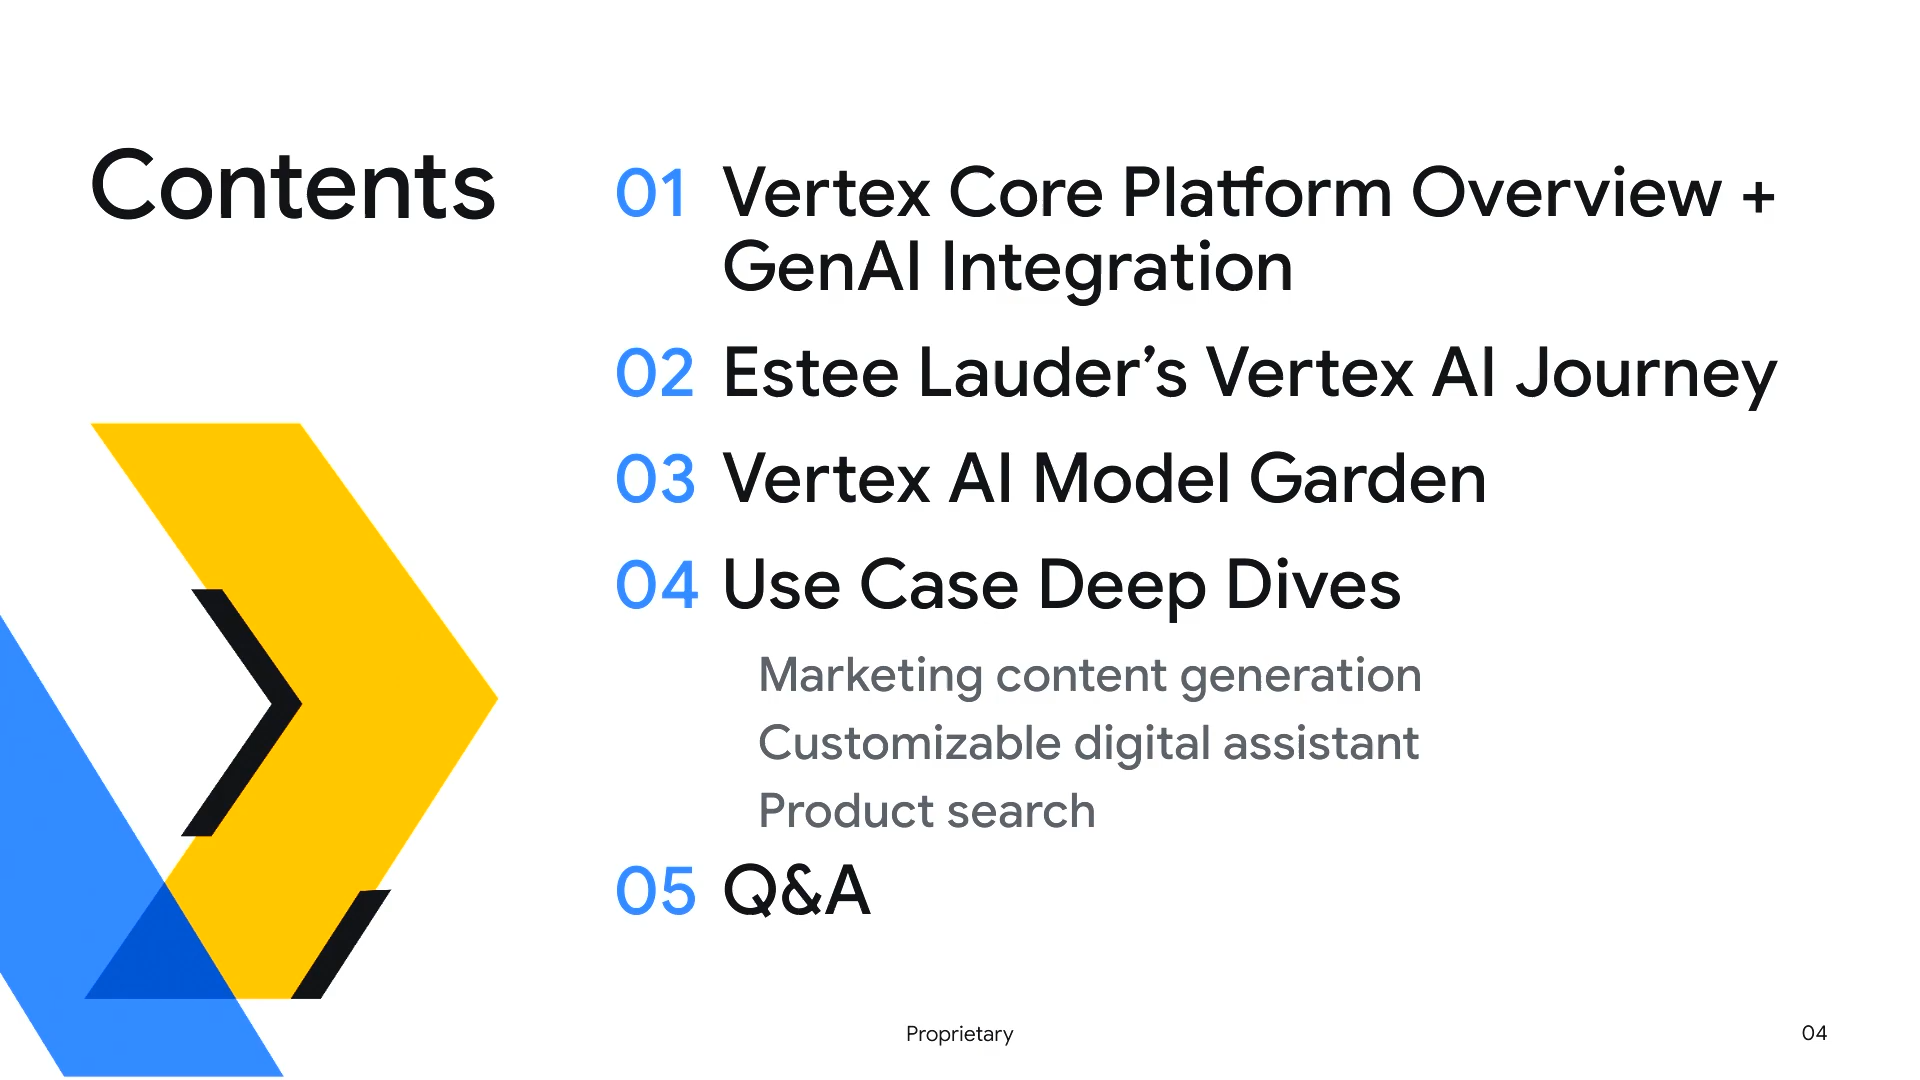 Contents
01 Vertex Core Platform Overview +
GenAI Integration
02 Estee Lauder’s Vertex AI Journey
03 Vertex AI Model Garden
04 Use Case Deep Dives
Marketing content generation
Customizable digital assistant
Product search
05 Q&A
Proprietary
04